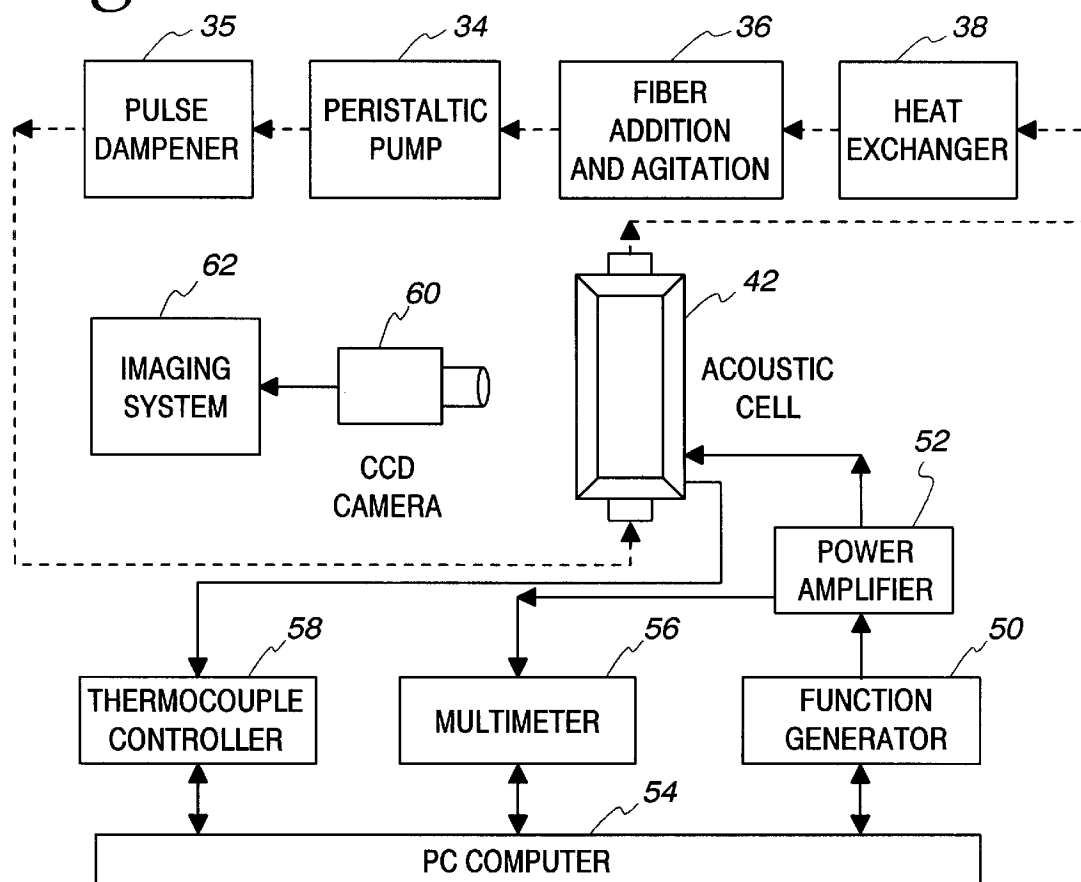 35
34
36
38
PULSE
DAMPENER
PERISTALTIC
PUMP
FIBER
ADDITION
AND AGITATION
HEAT
EXCHANGER
62
60
42
IMAGING
SYSTEM
CCD
CAMERA
ACOUSTIC
CELL
52
POWER
AMPLIFIER
58
56
50
THERMOCOUPLE
CONTROLLER
MULTIMETER
FUNCTION
GENERATOR
54
PC COMPUTER